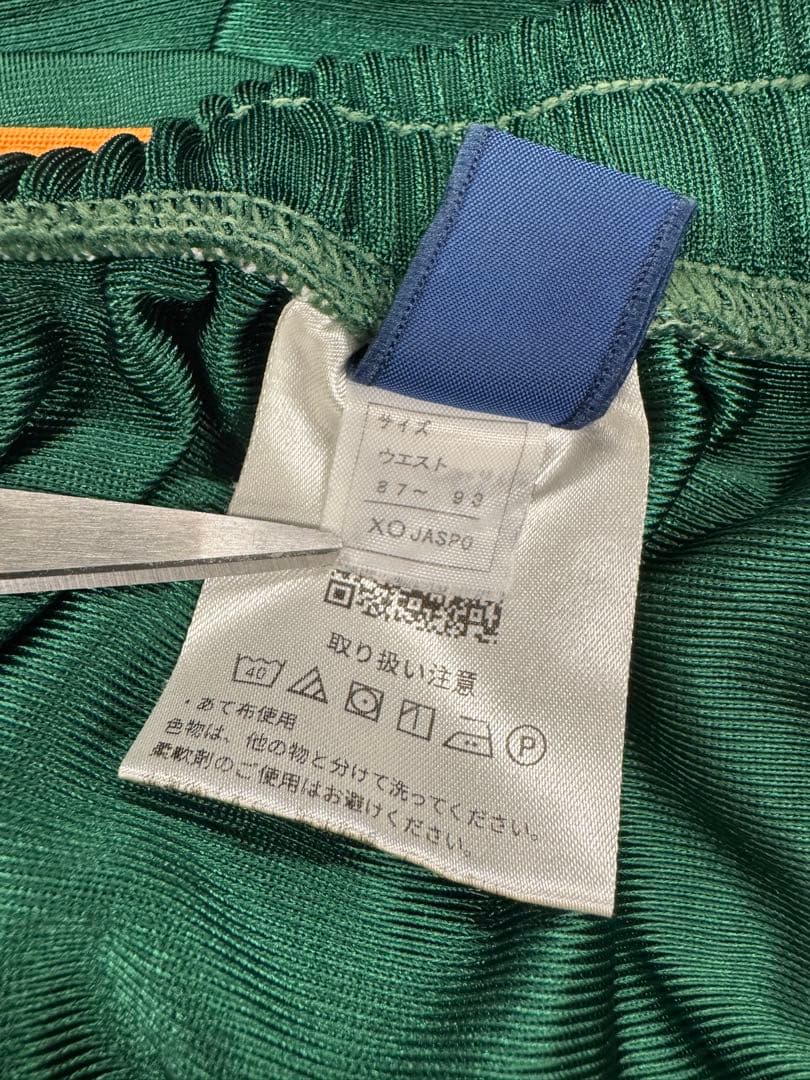 サイズ
ウエスト
87～ 93
XO JASPO
取り扱い注意
40
P
・あて布使用
色物は、他の物と分けて洗ってください。
柔軟剤のご使用はお避けください。